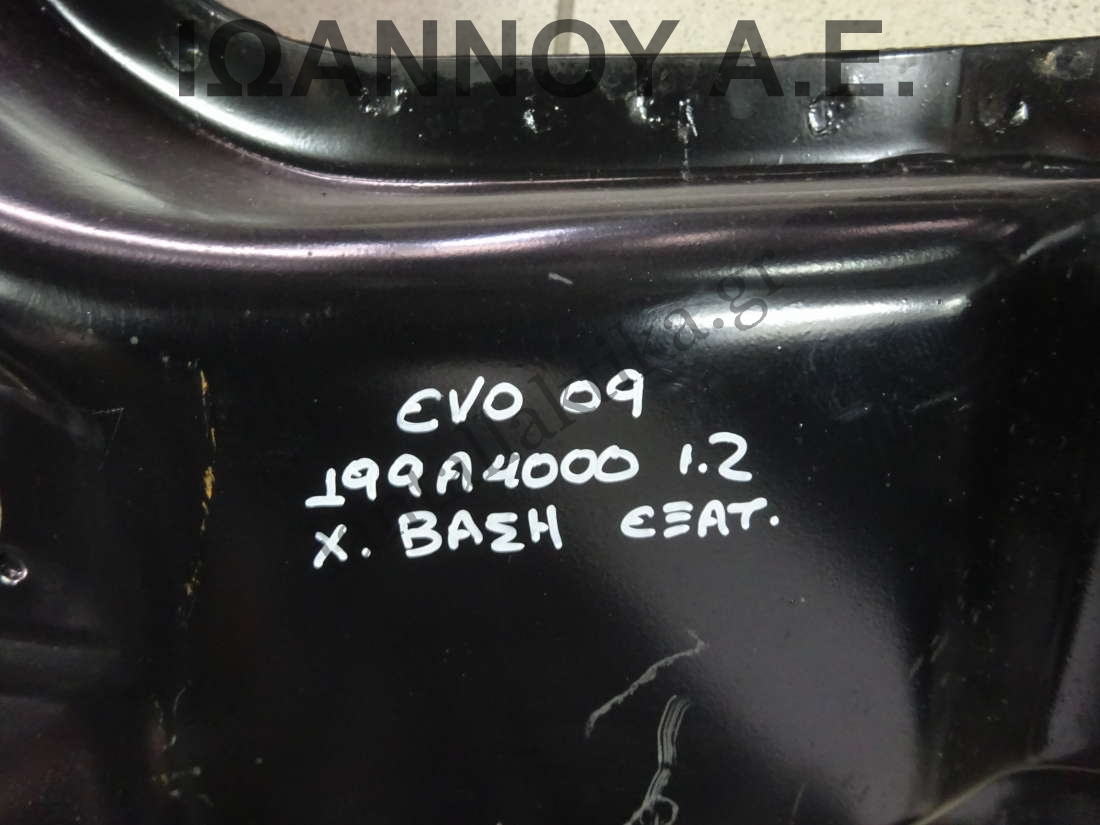 ΙΩΑΝΝΟΥ Α.Ε.
EVO 09
199A4000 1.2
Χ. ΒΑΣΗ ΕΞΑΤ.